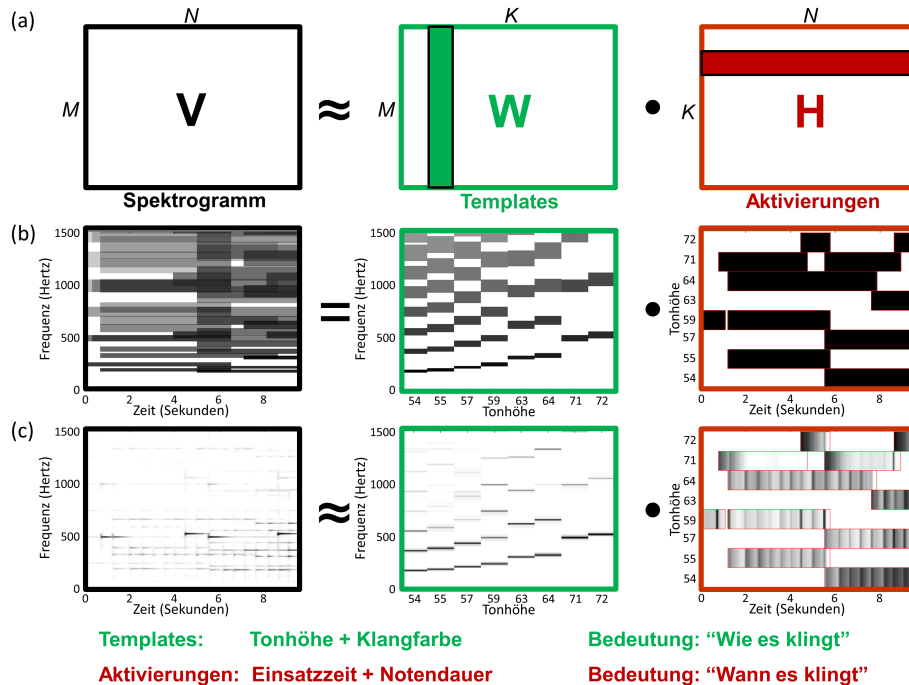 (a)
N
K
N
M
V
≈
M
W
•
K
H
Spektrogramm
Templates
Aktivierungen
(b)
Frequenz (Hertz)
1500
1000
500
0
0 2 4 6 8
Zeit (Sekunden)
=
Frequenz (Hertz)
1500
1000
500
0
54 55 57 59 63 64 71 72
Tonhöhe
•
Tonhöhe
72
71
64
63
59
57
55
54
0 2 4 6 8
Zeit (Sekunden)
(c)
Frequenz (Hertz)
1500
1000
500
0
0 2 4 6 8
Zeit (Sekunden)
≈
Frequenz (Hertz)
1500
1000
500
0
54 55 57 59 63 64 71 72
Tonhöhe
•
Tonhöhe
72
71
64
63
59
57
55
54
0 2 4 6 8
Zeit (Sekunden)
Templates: Tonhöhe + Klangfarbe Bedeutung: “Wie es klingt”
Aktivierungen: Einsatzzeit + Notendauer Bedeutung: “Wann es klingt”